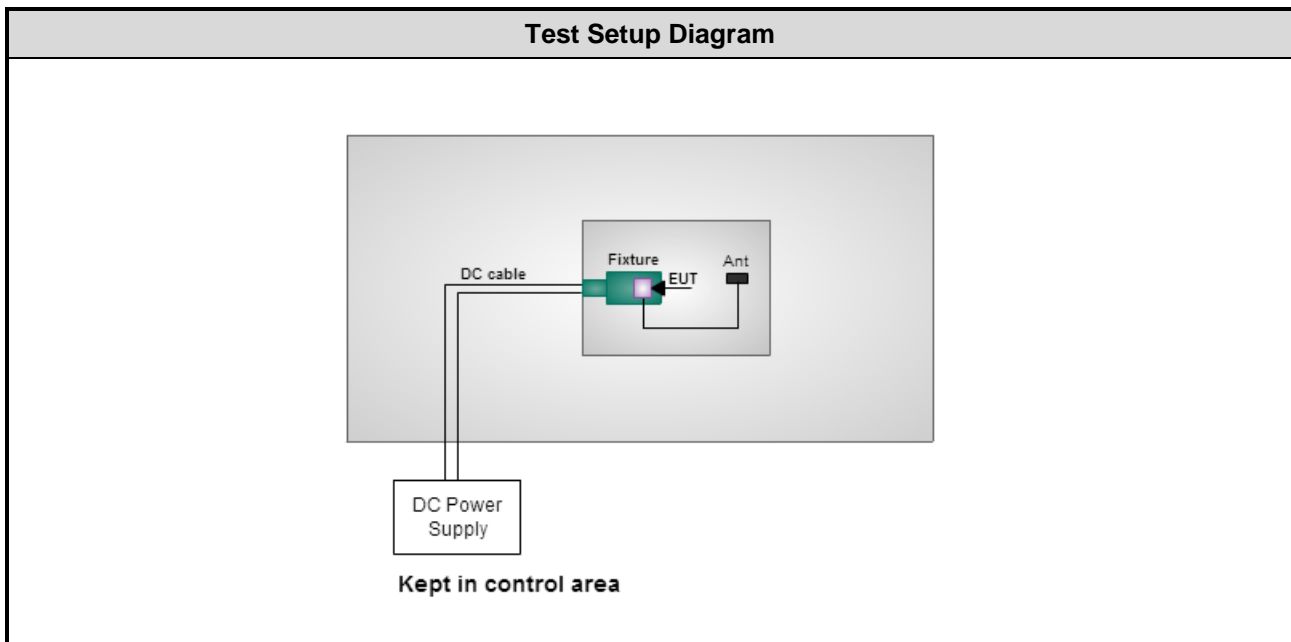 Test Setup Diagram
Fixture
Ant
DC cable
EUT
DC Power
Supply
Kept in control area